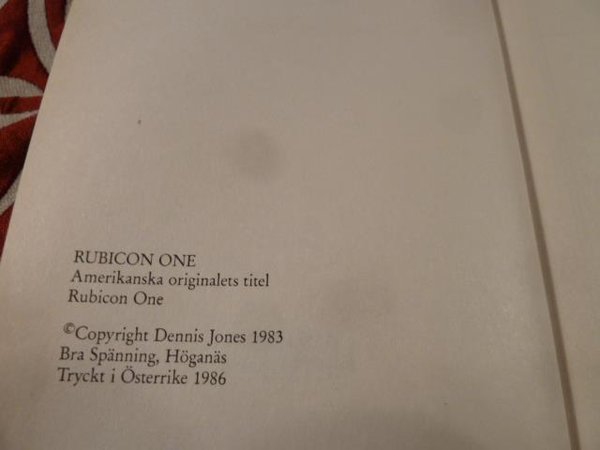 RUBICON ONE
Amerikanska originalets titel
Rubicon One
©Copyright Dennis Jones 1983
Bra Spänning, Höganäs
Tryckt i Österrike 1986